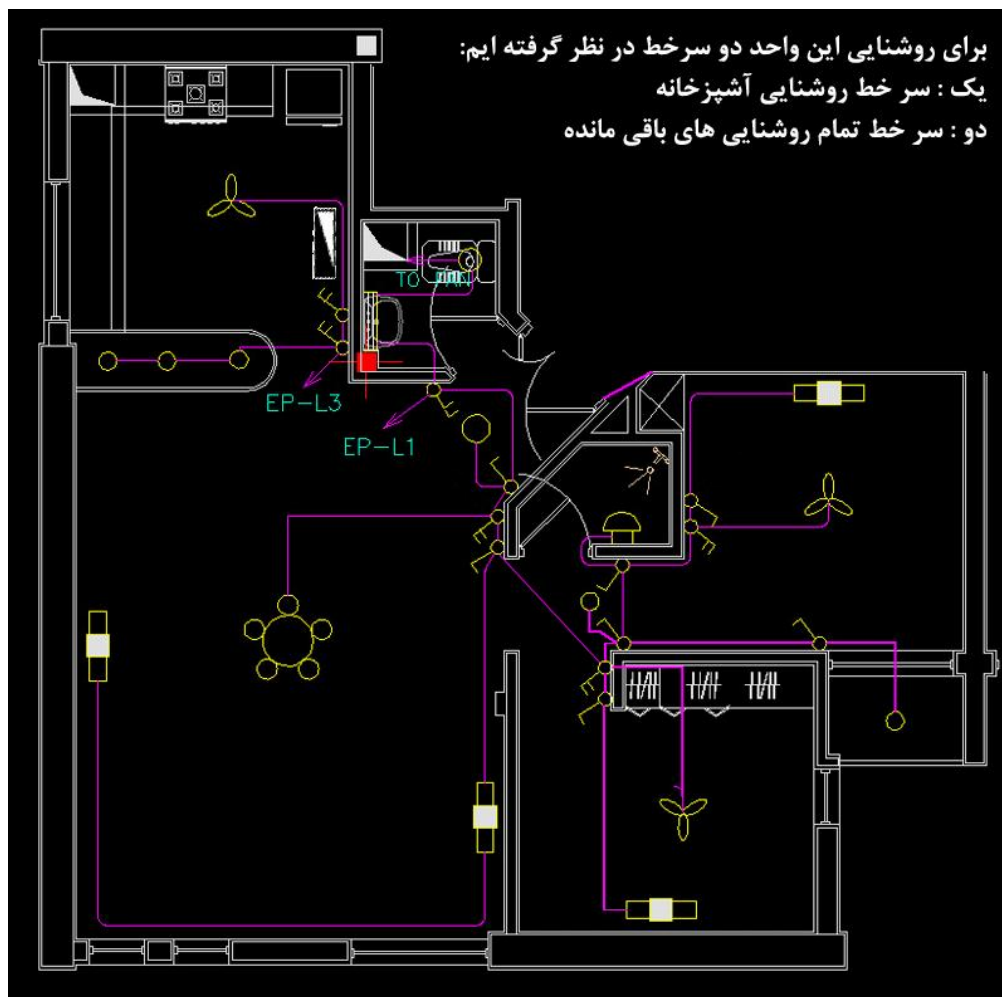 برای روشنایی این واحد دو سرخط در نظر گرفته ایم:
یک : سر خط روشنایی آشپزخانه
دو : سر خط تمام روشنایی های باقی مانده
TO FAN
EP-L3
EP-L1